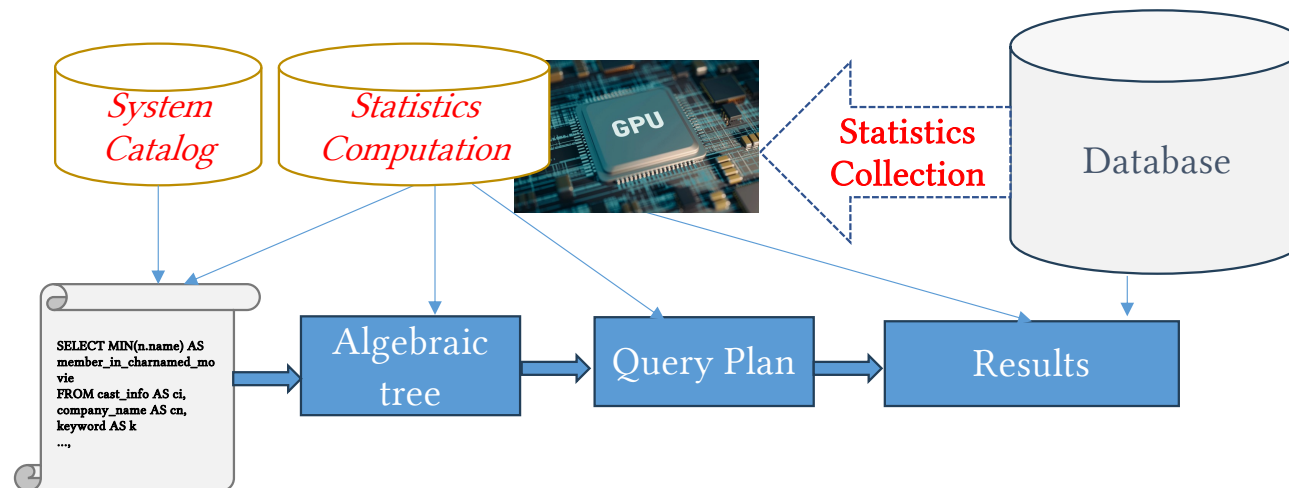 System
Catalog
Statistics
Computation
GPU
Statistics
Collection
Database
SELECT MIN(n.name) AS
member_in_charnamed_mo
vie
FROM cast_info AS ci,
company_name AS cn,
keyword AS k
...,
Algebraic
tree
Query Plan
Results